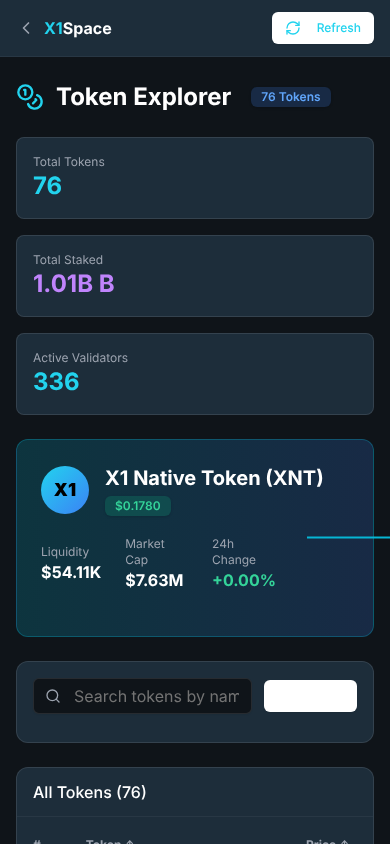 X1Space
Refresh
Token Explorer
76 Tokens
Total Tokens
76
Total Staked
1.01B B
Active Validators
336
X1
X1 Native Token (XNT)
$0.1780
Liquidity
$54.11K
Market
Cap
$7.63M
24h
Change
+0.00%
Search tokens by nam
All Tokens (76)
# Token ↑ Price ↑